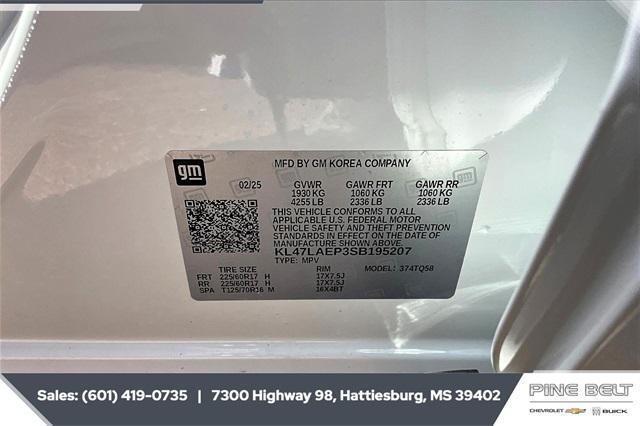 gm
MFD BY GM KOREA COMPANY
02/25 GVWR GAWR FRT GAWR RR
1930 KG 1060 KG 1060 KG
4255 LB 2336 LB 2336 LB
THIS VEHICLE CONFORMS TO ALL
APPLICABLE U.S. FEDERAL MOTOR
VEHICLE SAFETY AND THEFT PREVENTION
STANDARDS IN EFFECT ON THE DATE OF
MANUFACTURE SHOWN ABOVE.
KL47LAEP3SB195207
TYPE: MPV MODEL: 374TQ58
TIRE SIZE RIM
FRT 225/60R17 H 17X7.5J
RR 225/60R17 H 17X7.5J
SPA T125/70R16 M 16X4BT
Sales: (601) 419-0735 | 7300 Highway 98, Hattiesburg, MS 39402
PINE BELT
CHEVROLET BUICK